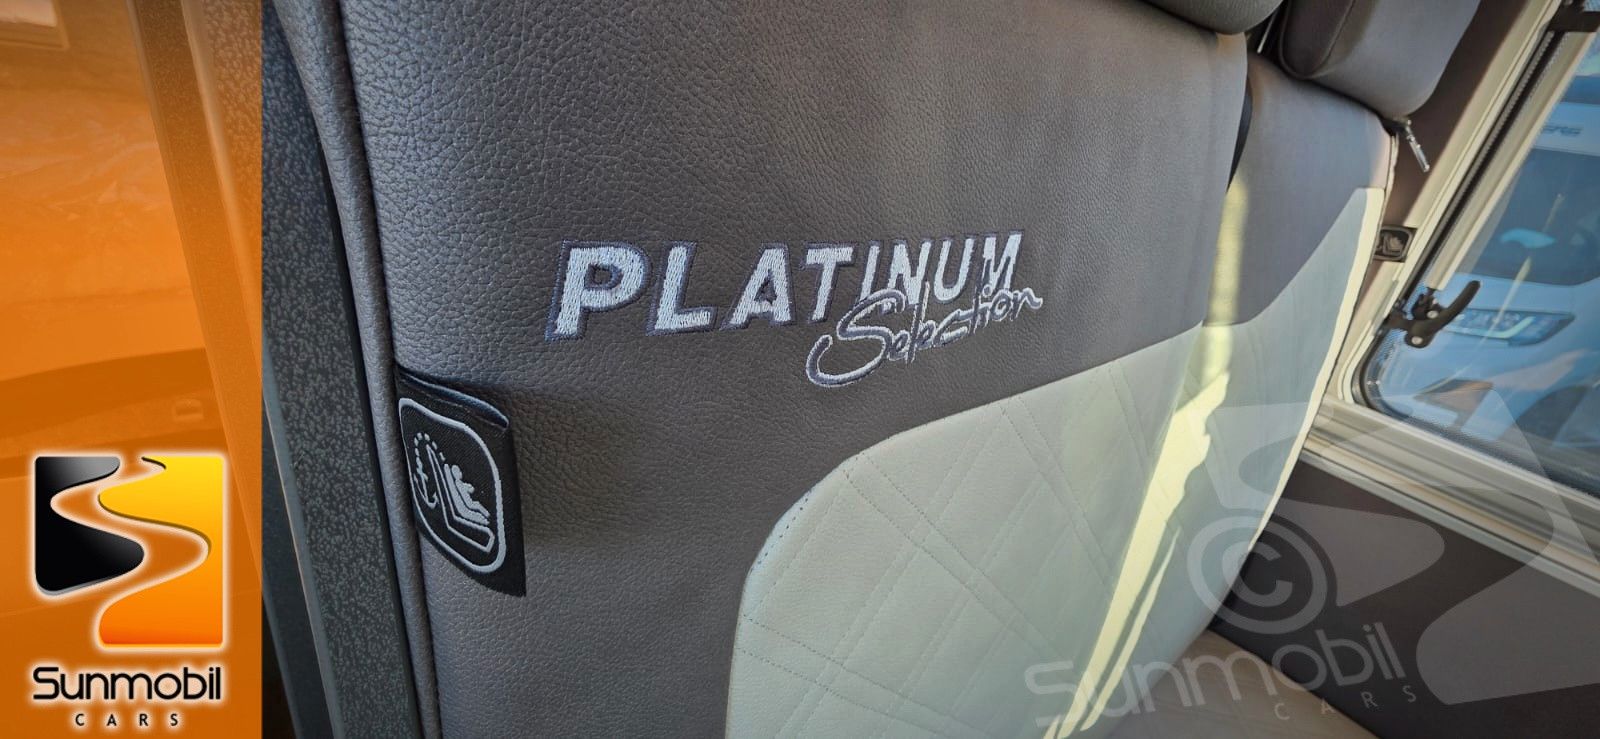 PLATINUM
Selection
Sunmobil
CARS
©
Sunmobil
CARS